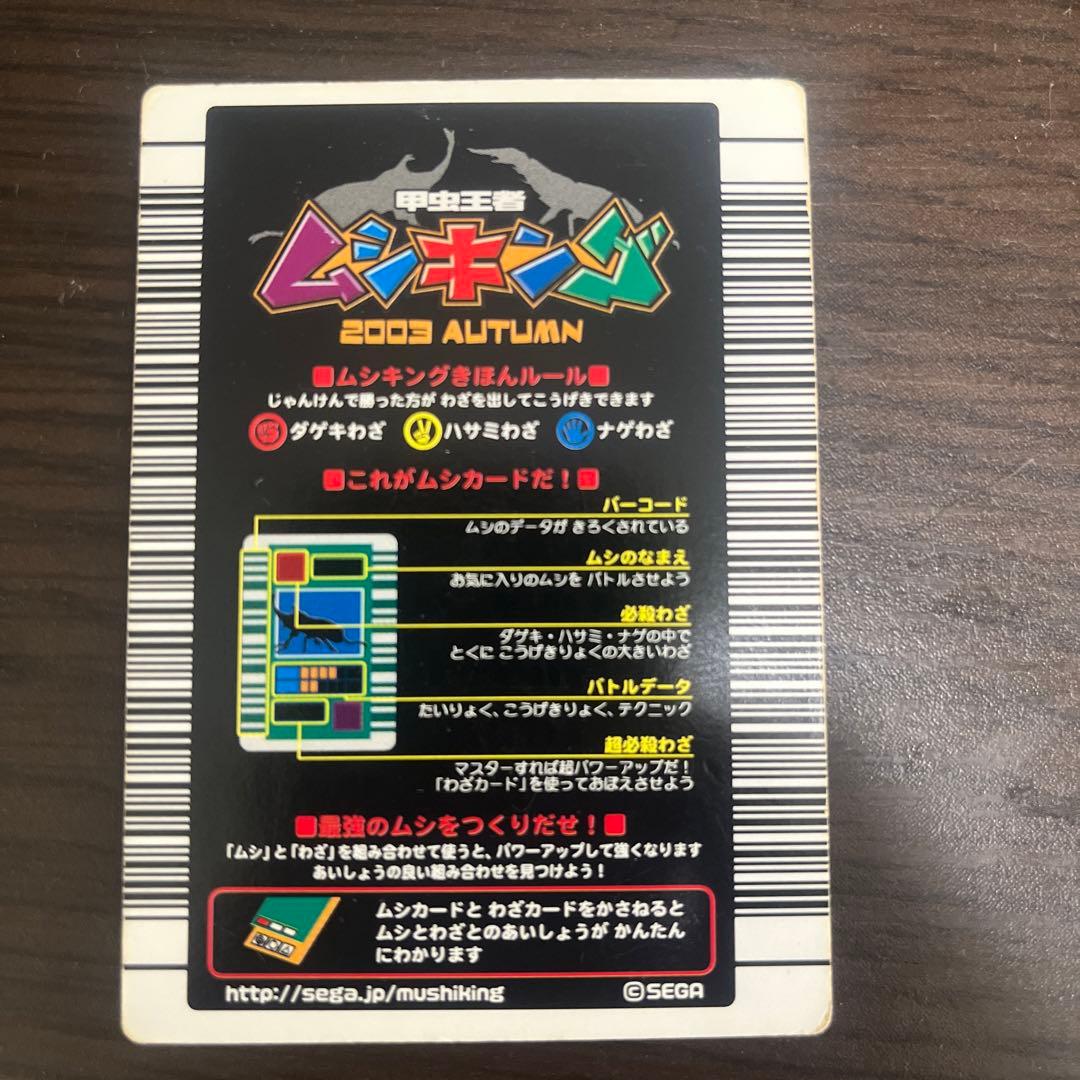 甲虫王者
ムシキング
2003 AUTUMN
■ムシキングきほんルール■
じゃんけんで勝った方が わざを出してこうげきできます
ダゲキわざ ハサミわざ ナゲわざ
■これがムシカードだ！■
バーコード
ムシのデータが きろくされている
ムシのなまえ
お気に入りのムシを バトルさせよう
必殺わざ
ダゲキ・ハサミ・ナゲの中で
とくに こうげきりょくの大きいわざ
バトルデータ
たいりょく、こうげきりょく、テクニック
超必殺わざ
マスターすれば超パワーアップだ！
「わざカード」を使っておぼえさせよう
■最強のムシをつくりだせ！■
「ムシ」と「わざ」を組み合わせて使うと、パワーアップして強くなります
あいしょうの良い組み合わせを見つけよう！
ムシカードと わざカードをかさねると
ムシとわざとのあいしょうが かんたん
にわかります
http://sega.jp/mushiking
©SEGA